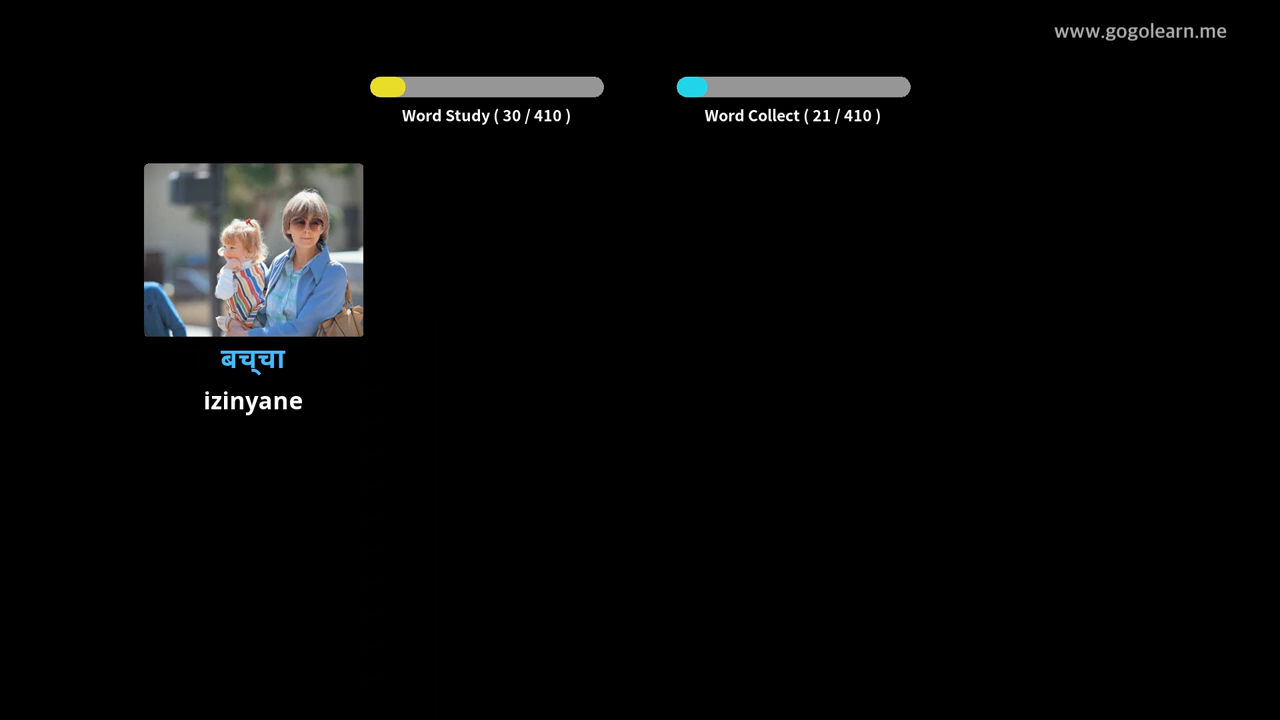 www.gogolearn.me
Word Study ( 30 / 410 )
Word Collect ( 21 / 410 )
बच्‌चा
izinyane